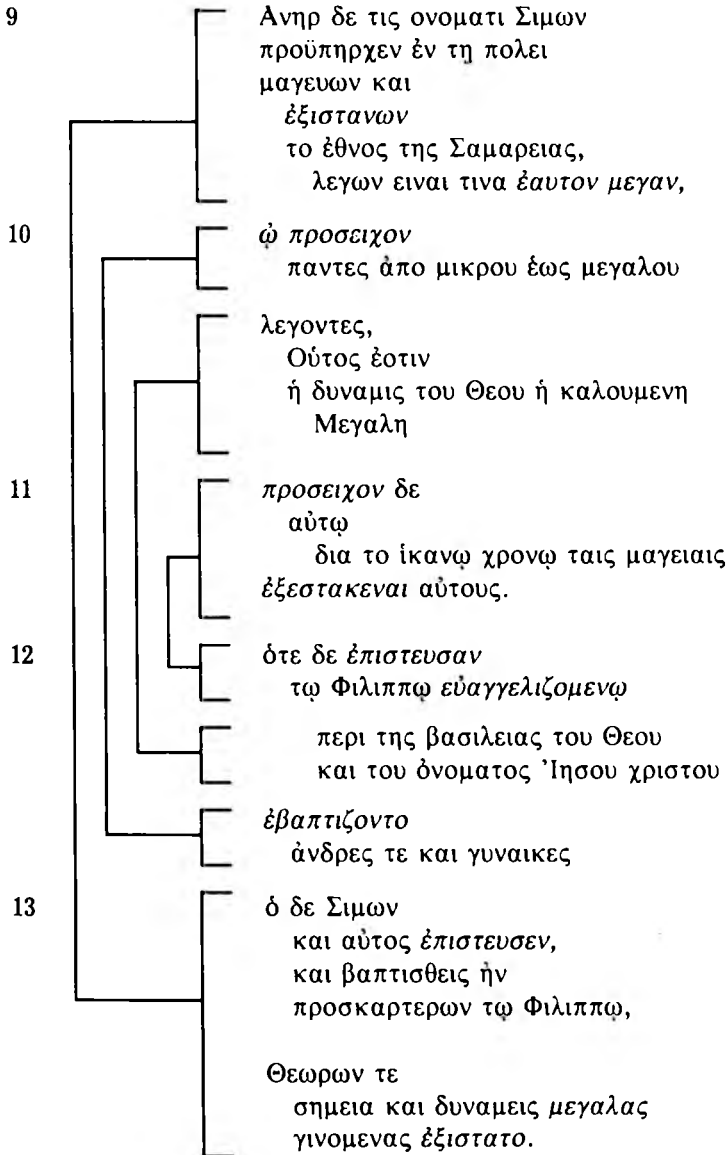 9 Ανηρ δε τις ονοματι Σιμων
προϋπηρχεν ἐν τῃ πολει
μαγευων και
ἐξιστανων
το ἐθνος της Σαμαρειας,
λεγων ειναι τινα ἑαυτον μεγαν,
10 ᾡ προσειχον
παντες ἀπο μικρου ἑως μεγαλου
λεγοντες,
Οὑτος ἐοτιν
ἡ δυναμις του Θεου ἡ καλουμενη
Μεγαλη
11 προσειχον δε
αὐτῳ
δια το ἱκανῳ χρονῳ ταις μαγειαις
ἐξεστακεναι αὐτους.
12 ὁτε δε ἐπιστευσαν
τῳ Φιλιππῳ εὐαγγελιζομενῳ
περι της βασιλειας του Θεου
και του ὀνοματος Ἰησου χριστου
ἐβαπτιζοντο
ἀνδρες τε και γυναικες
13 ὁ δε Σιμων
και αὐτος ἐπιστευσεν,
και βαπτισθεις ἠν
προσκαρτερων τῳ Φιλιππῳ,
Θεωρων τε
σημεια και δυναμεις μεγαλας
γινομενας ἐξιστατο.